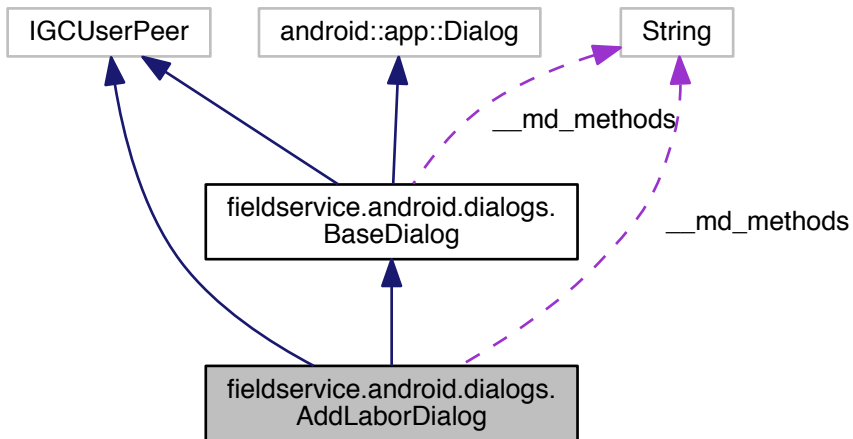 IGCUserPeer
android::app::Dialog
String
__md_methods
fieldservice.android.dialogs.
BaseDialog
__md_methods
fieldservice.android.dialogs.
AddLaborDialog